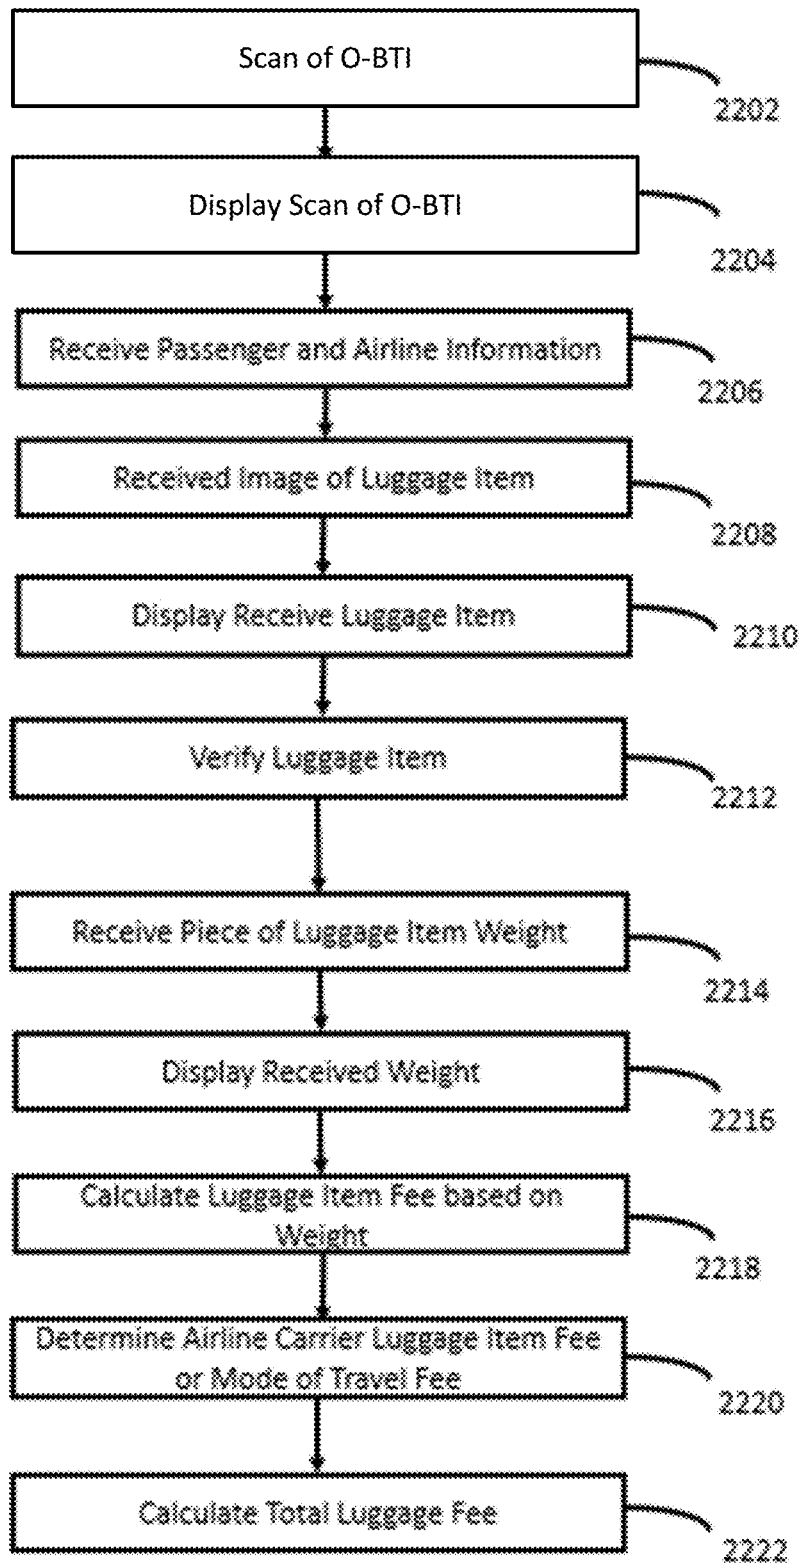 Scan of O-BTI
2202
Display Scan of O-BTI
2204
Receive Passenger and Airline Information
2206
Received Image of Luggage Item
2208
Display Receive Luggage Item
2210
Verify Luggage Item
2212
Receive Piece of Luggage Item Weight
2214
Display Received Weight
2216
Calculate Luggage Item Fee based on
Weight
2218
Determine Airline Carrier Luggage Item Fee
or Mode of Travel Fee
2220
Calculate Total Luggage Fee
2222